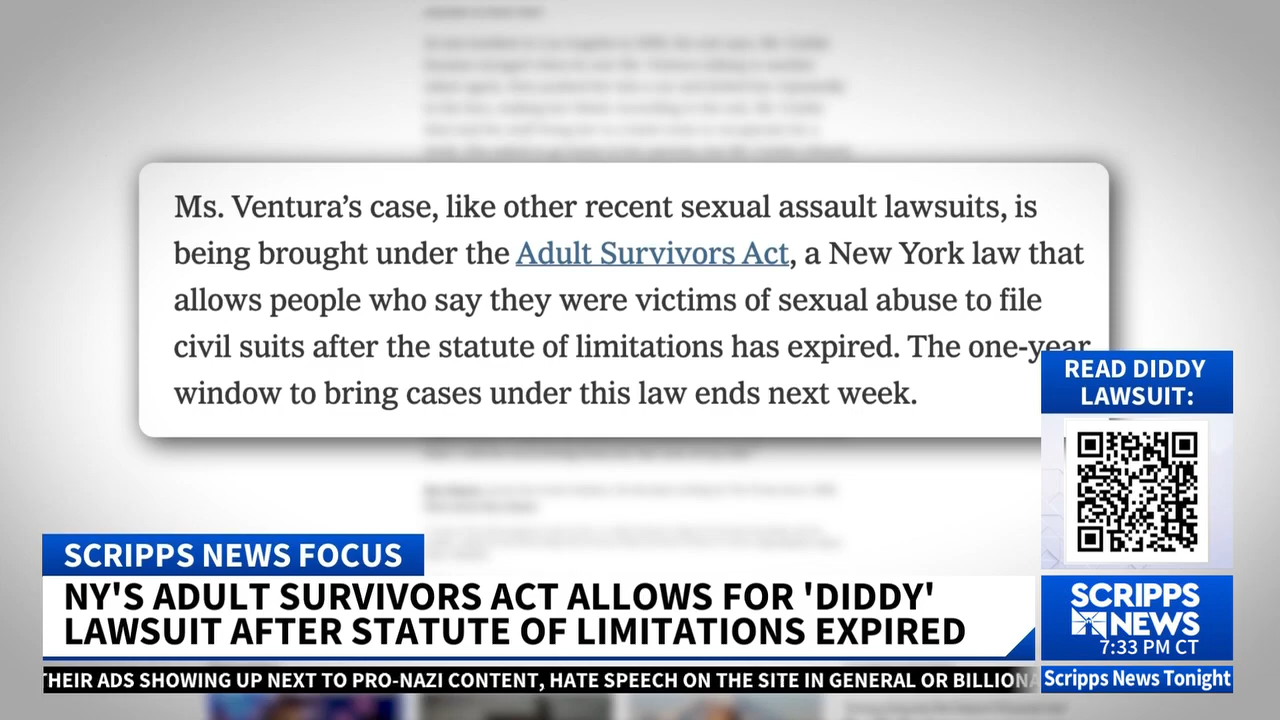 Ms. Ventura’s case, like other recent sexual assault lawsuits, is
being brought under the Adult Survivors Act, a New York law that
allows people who say they were victims of sexual abuse to file
civil suits after the statute of limitations has expired. The one-year
window to bring cases under this law ends next week.
READ DIDDY
LAWSUIT:
SCRIPPS NEWS FOCUS
NY'S ADULT SURVIVORS ACT ALLOWS FOR 'DIDDY'
LAWSUIT AFTER STATUTE OF LIMITATIONS EXPIRED
SCRIPPS
NEWS
7:33 PM CT
THEIR ADS SHOWING UP NEXT TO PRO-NAZI CONTENT, HATE SPEECH ON THE SITE IN GENERAL OR
Scripps News Tonight